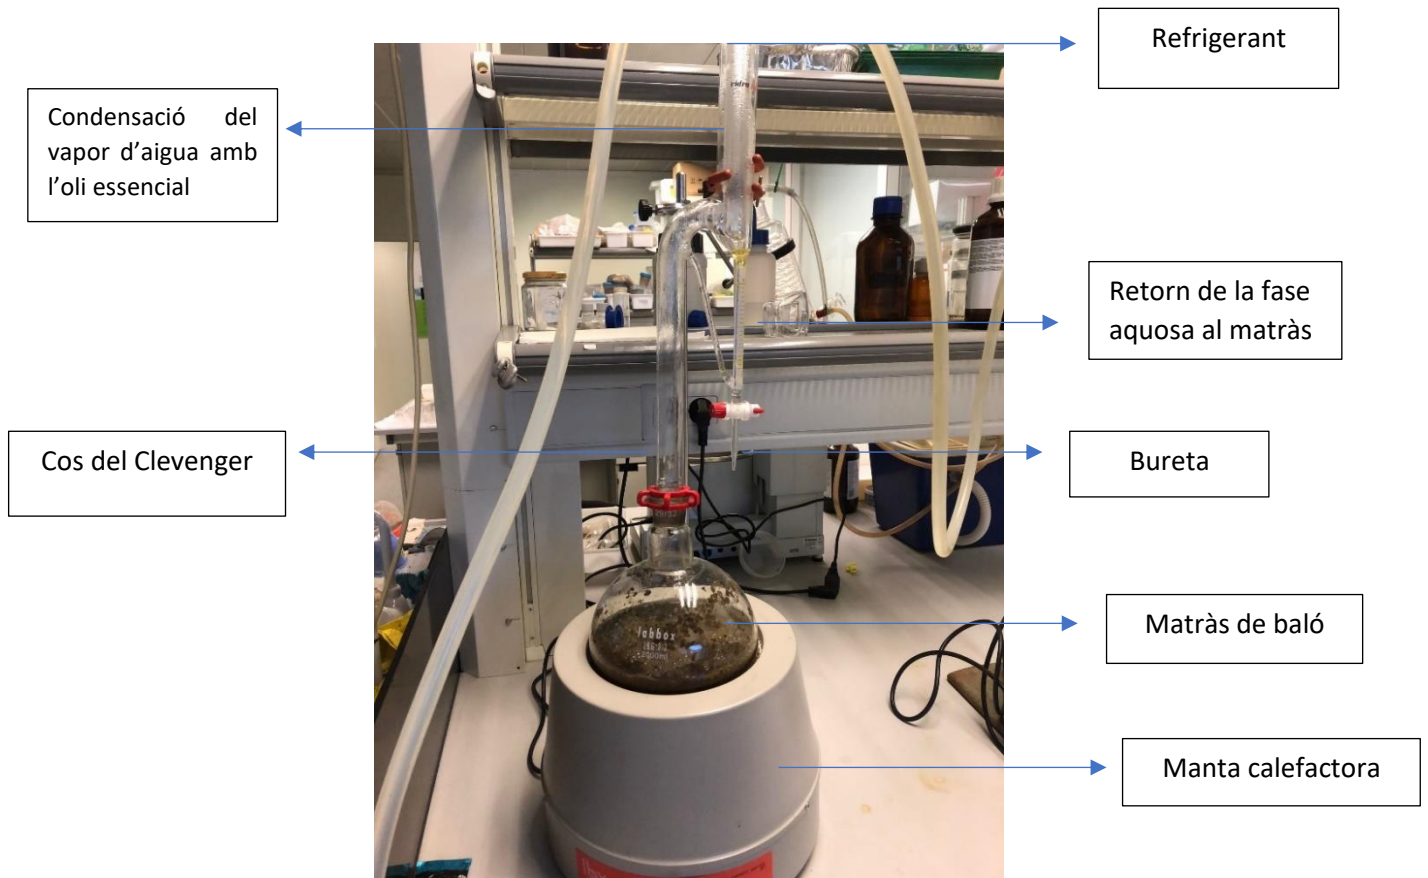 Refrigerant
Condensació del
vapor d’aigua amb
l’oli essencial
Retorn de la fase
aquosa al matràs
Cos del Clevenger
Bureta
labbox
2000ml
Matràs de baló
Manta calefactora